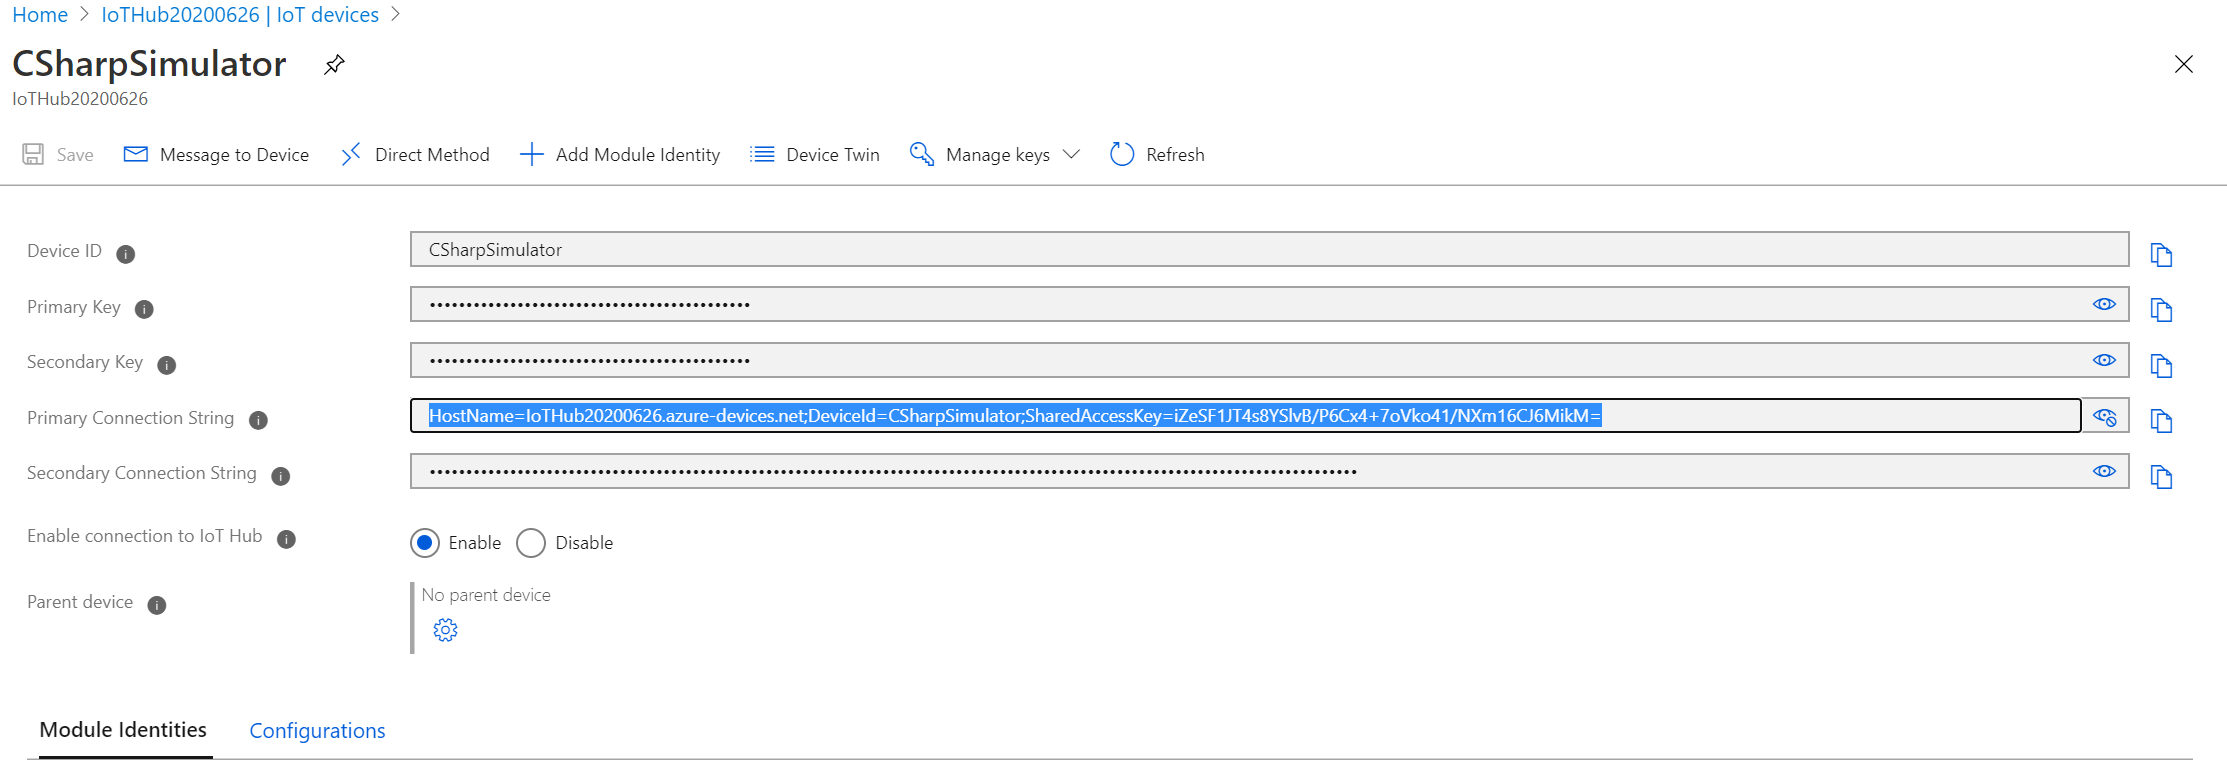 Home > IoTHub20200626 | IoT devices >
CSharpSimulator
IoTHub20200626
Save Message to Device Direct Method Add Module Identity Device Twin Manage keys Refresh
Device ID CSharpSimulator
Primary Key
Secondary Key
Primary Connection String HostName=IoTHub20200626.azure-devices.net;DeviceId=CSharpSimulator;SharedAccessKey=iZeSF1JT4s8YSlvB/P6Cx4+7oVko41/NXm16CJ6MikM=
Secondary Connection String
Enable connection to IoT Hub Enable Disable
Parent device No parent device
Module Identities Configurations